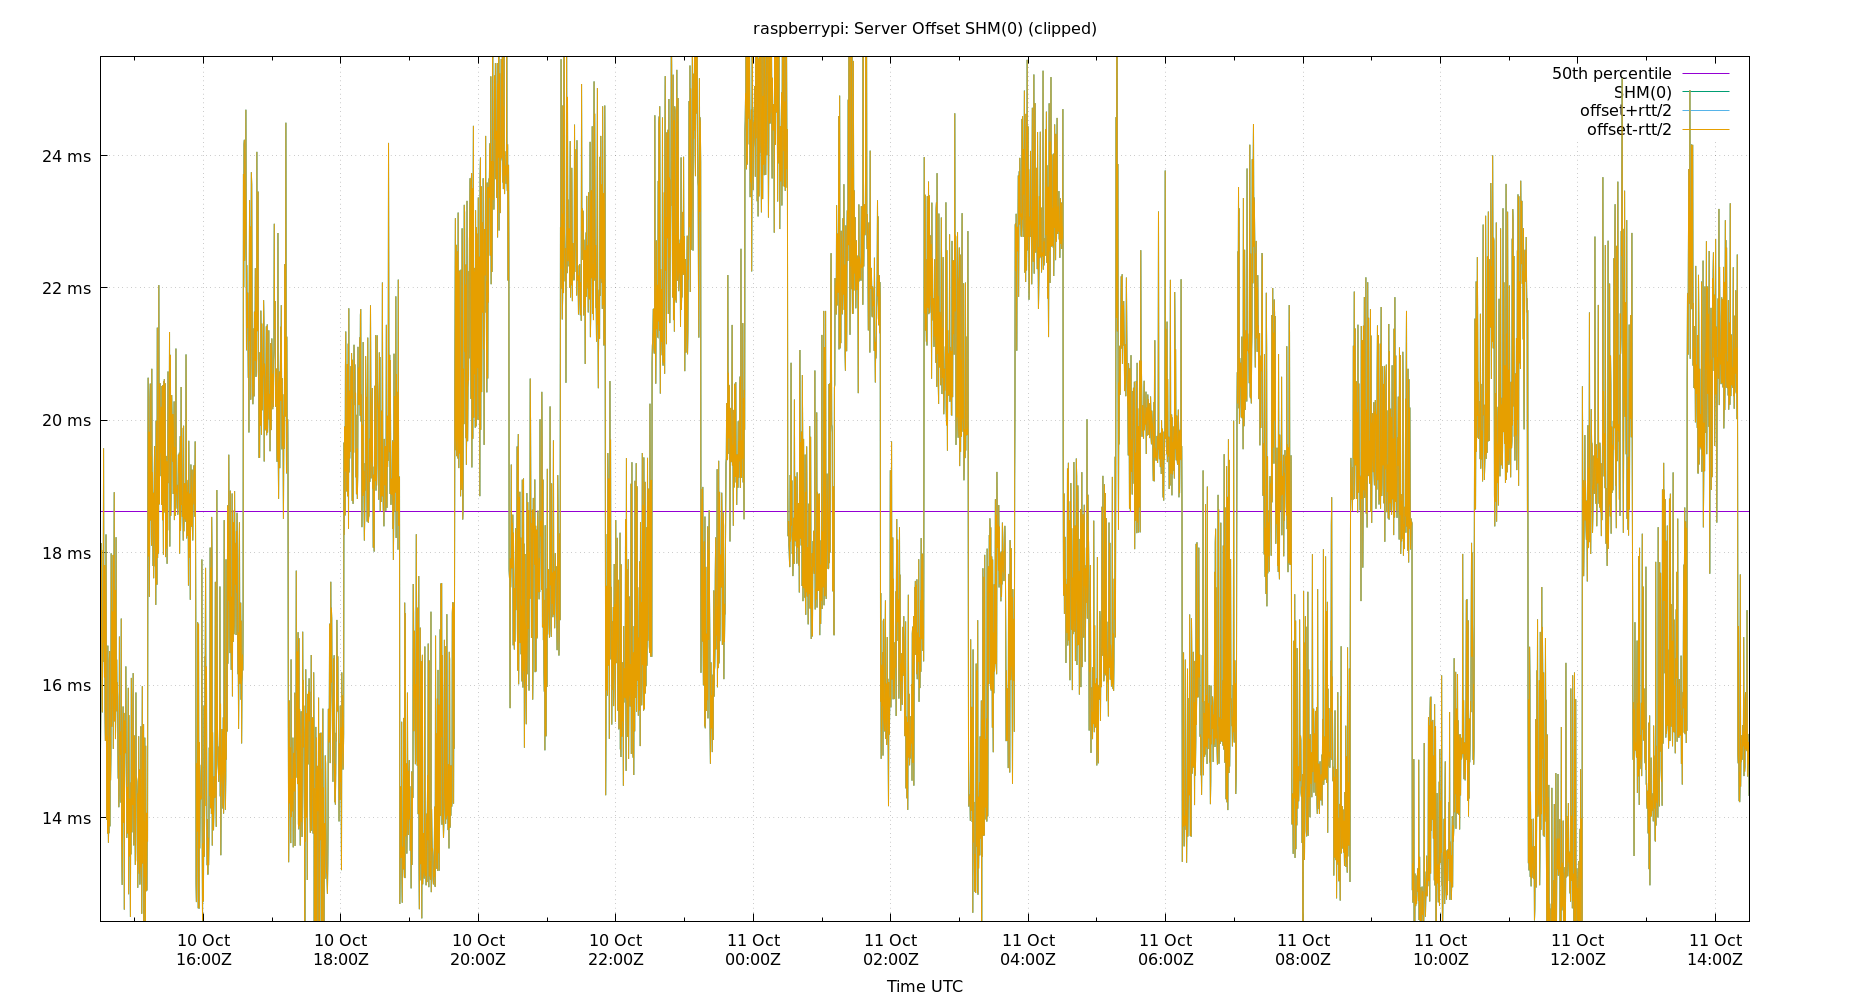 raspberrypi: Server Offset SHM(0) (clipped)
50th percentile
SHM(0)
offset+rtt/2
offset-rtt/2
24 ms
22 ms
20 ms
18 ms
16 ms
14 ms
10 Oct 10 Oct 10 Oct 10 Oct 11 Oct 11 Oct 11 Oct 11 Oct 11 Oct 11 Oct 11 Oct 11 Oct
16:00Z 18:00Z 20:00Z 22:00Z 00:00Z 02:00Z 04:00Z 06:00Z 08:00Z 10:00Z 12:00Z 14:00Z
Time UTC